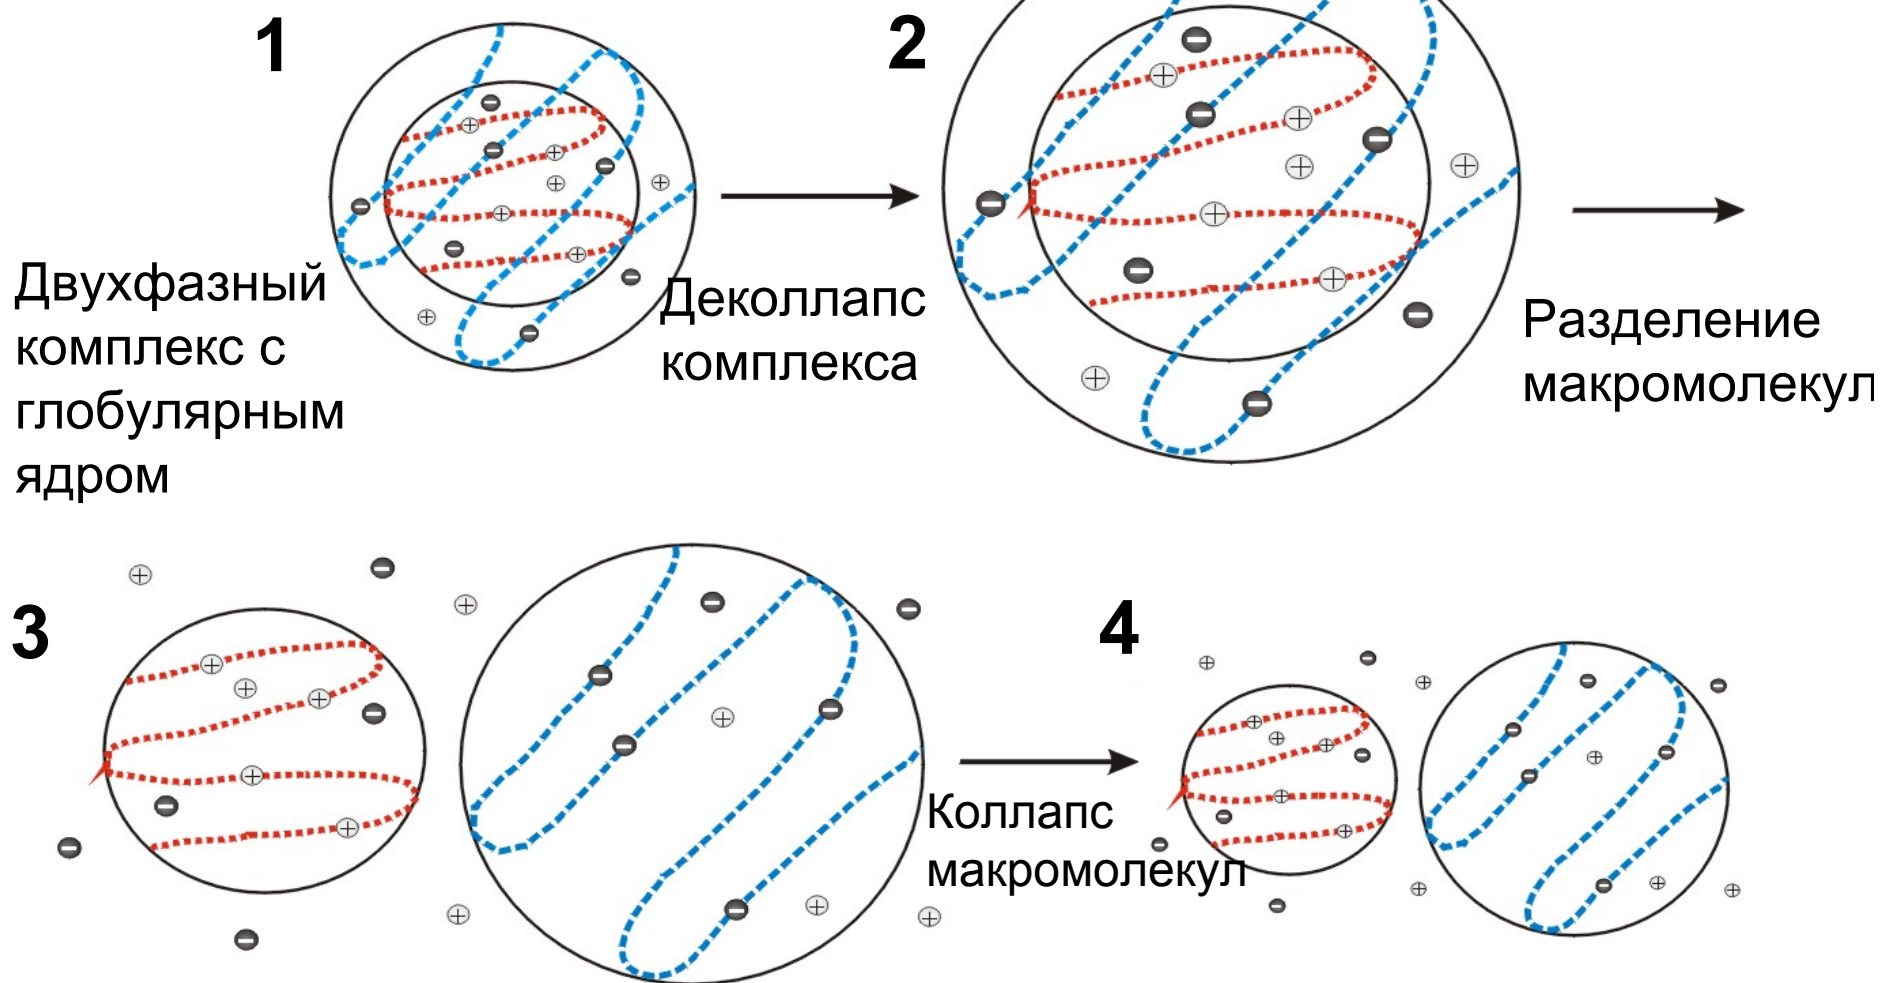 1
2
Двухфазный
комплекс с
глобулярным
ядром
Деколлапс
комплекса
Разделение
макромолекул
3
4
Коллапс
макромолекул